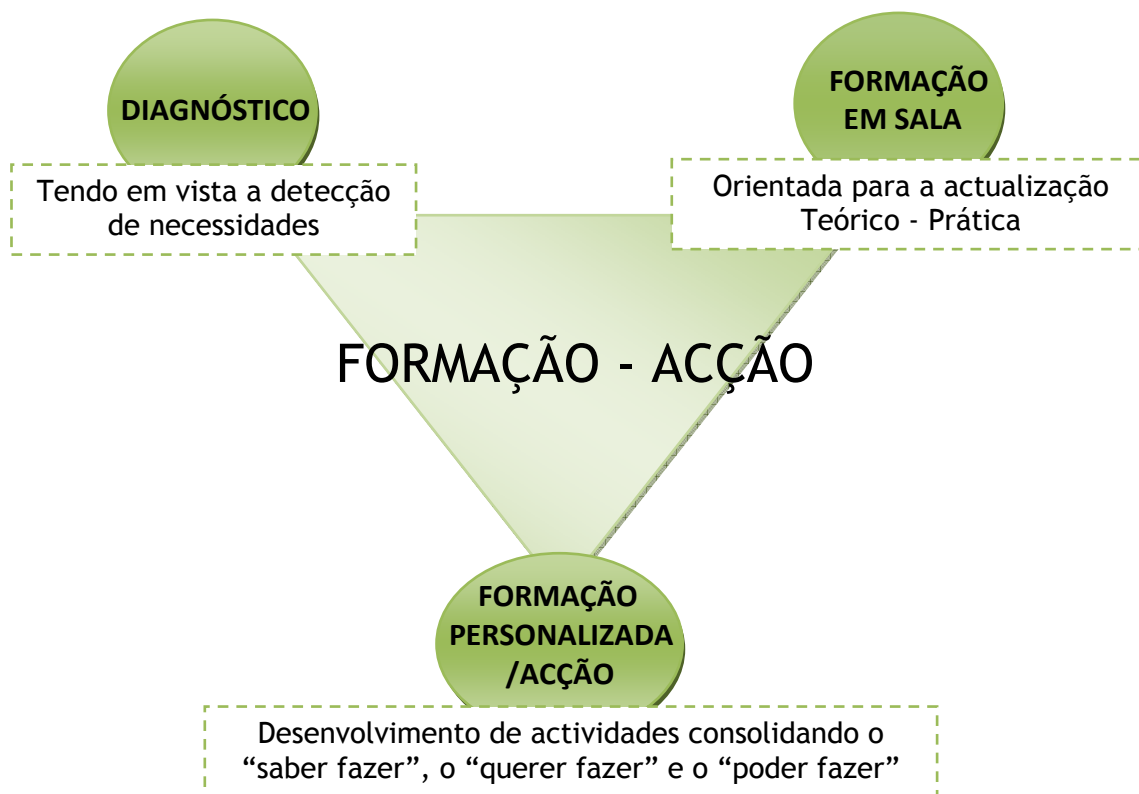 DIAGNÓSTICO
Tendo em vista a detecção
de necessidades
FORMAÇÃO
EM SALA
Orientada para a actualização
Teórico - Prática
FORMAÇÃO - ACÇÃO
FORMAÇÃO
PERSONALIZADA
/ACÇÃO
Desenvolvimento de actividades consolidando o
“saber fazer”, o “querer fazer” e o “poder fazer”